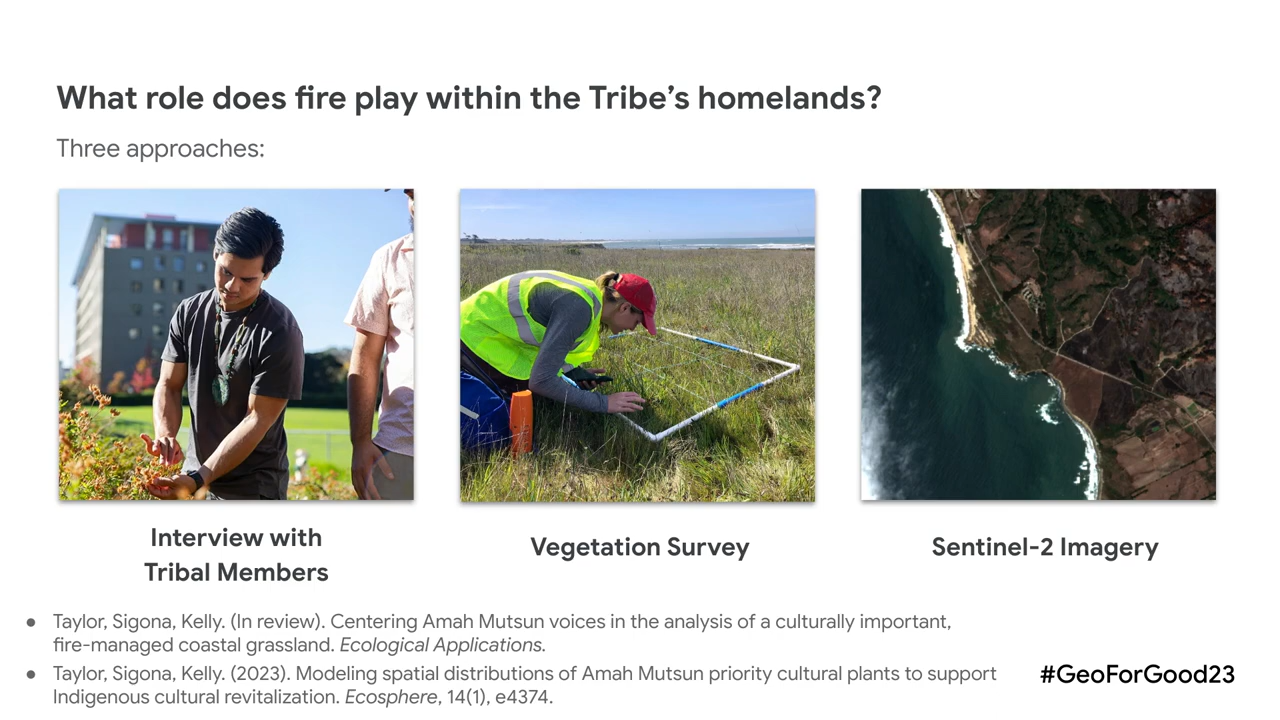 What role does fire play within the Tribe’s homelands?
Three approaches:
Interview with
Tribal Members
Vegetation Survey
Sentinel-2 Imagery
● Taylor, Sigona, Kelly. (In review). Centering Amah Mutsun voices in the analysis of a culturally important,
fire-managed coastal grassland. Ecological Applications.
● Taylor, Sigona, Kelly. (2023). Modeling spatial distributions of Amah Mutsun priority cultural plants to support
Indigenous cultural revitalization. Ecosphere, 14(1), e4374.
#GeoForGood23